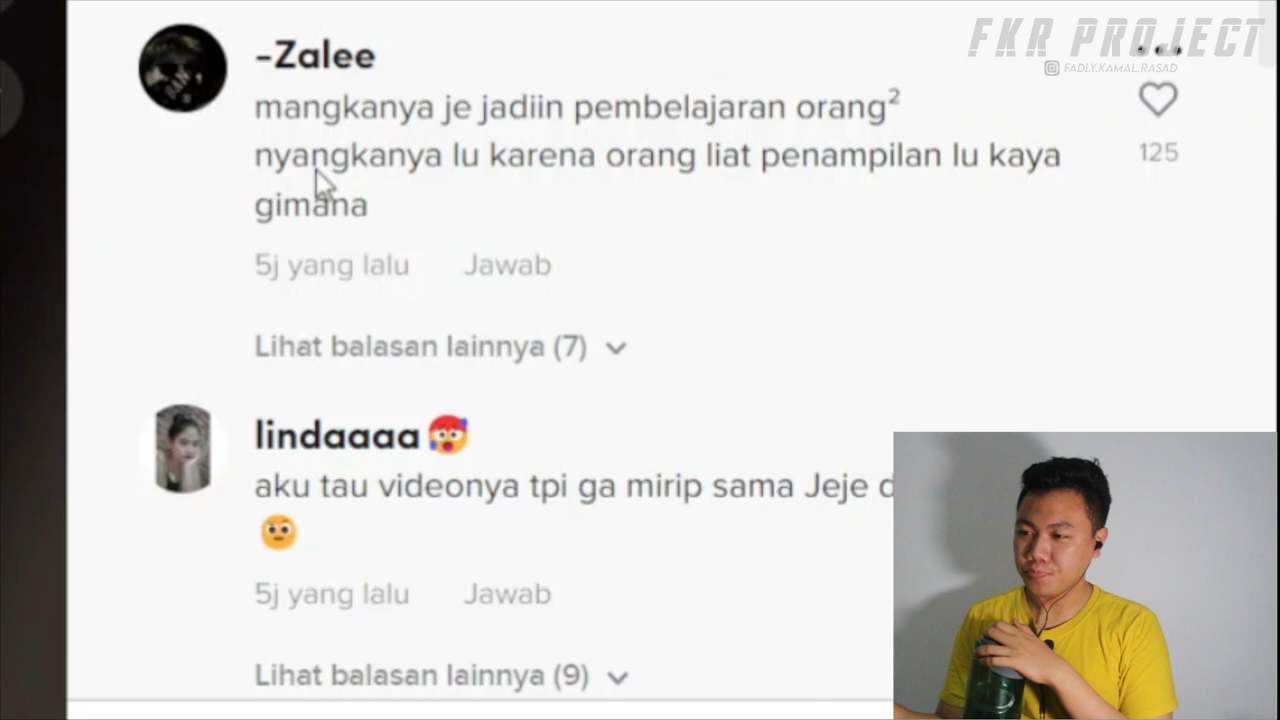 FKR PROJECT
FADLY.KAMAL.RASAD
-Zalee
mangkanya je jadiin pembelajaran orang²
nyangkanya lu karena orang liat penampilan lu kaya
gimana
125
5j yang lalu Jawab
Lihat balasan lainnya (7)
lindaaaa🥵
aku tau videonya tpi ga mirip sama Jeje
🥺
5j yang lalu Jawab
Lihat balasan lainnya (9)